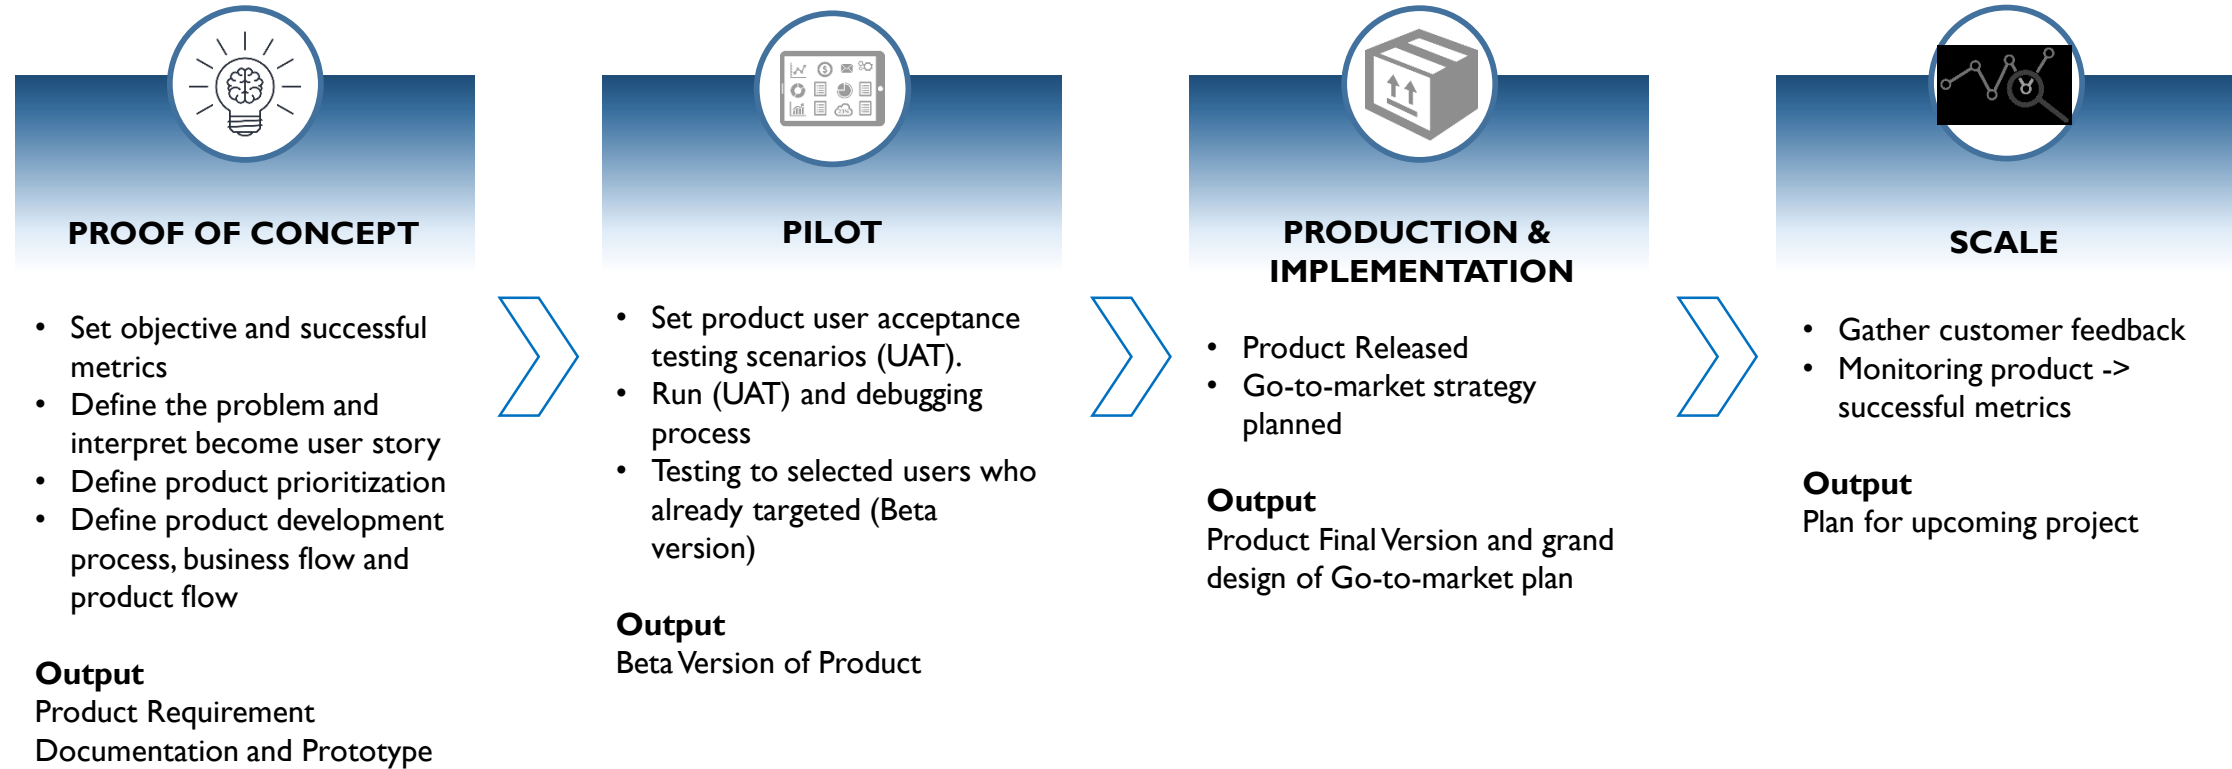 PROOF OF CONCEPT
• Set objective and successful
metrics
• Define the problem and
interpret become user story
• Define product prioritization
• Define product development
process, business flow and
product flow
Output
Product Requirement
Documentation and Prototype
PILOT
• Set product user acceptance
testing scenarios (UAT).
• Run (UAT) and debugging
process
• Testing to selected users who
already targeted (Beta
version)
Output
Beta Version of Product
PRODUCTION &
IMPLEMENTATION
• Product Released
• Go-to-market strategy
planned
Output
Product Final Version and grand
design of Go-to-market plan
SCALE
• Gather customer feedback
• Monitoring product ->
successful metrics
Output
Plan for upcoming project